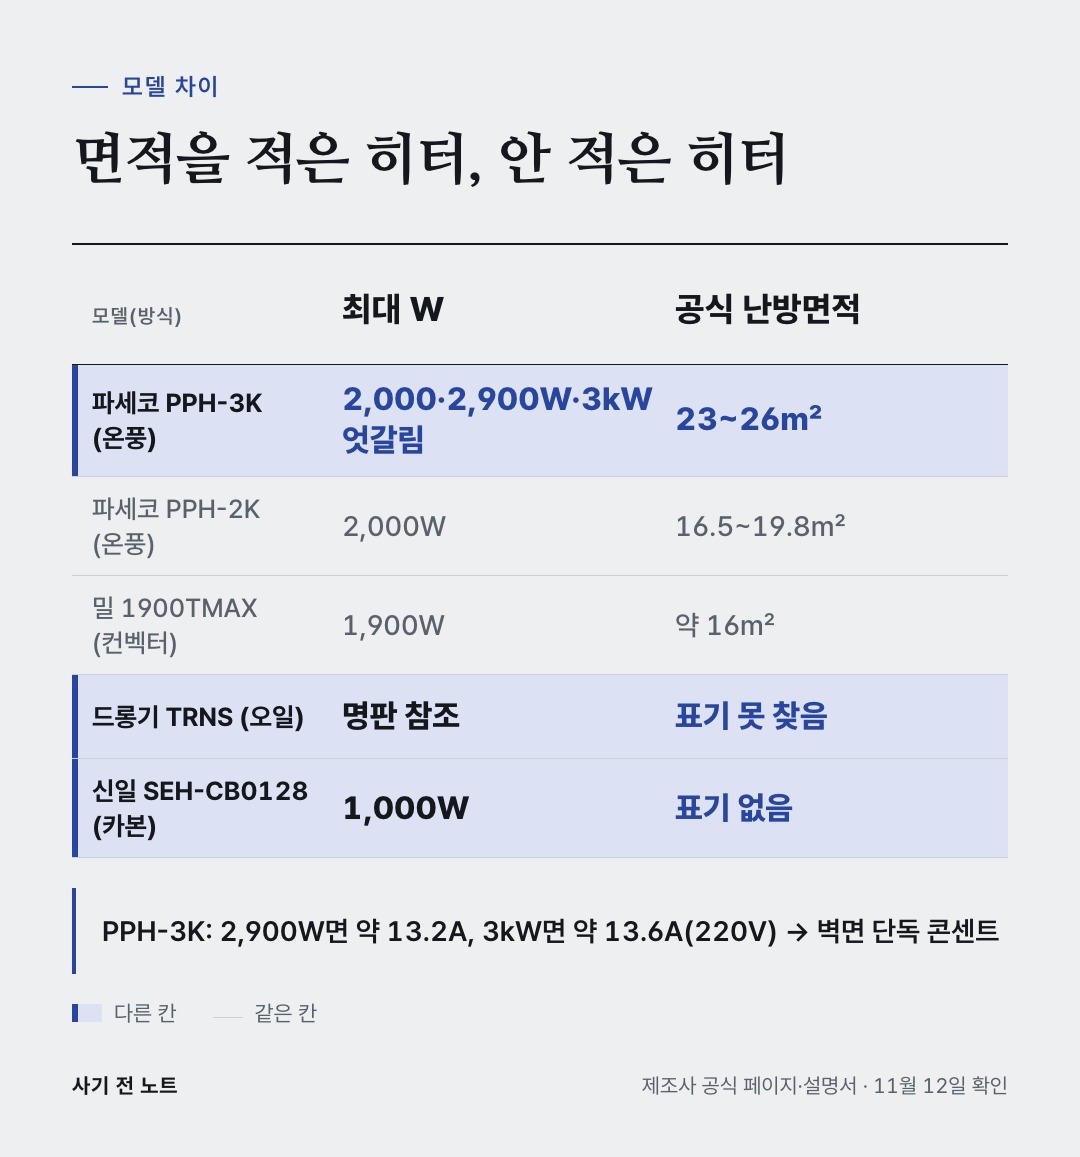 모델 차이
면적을 적은 히터, 안 적은 히터
모델(방식) 최대 W 공식 난방면적
파세코 PPH-3K (온풍) 2,000·2,900W·3kW 엇갈림 23~26m²
파세코 PPH-2K (온풍) 2,000W 16.5~19.8m²
밀 1900TMAX (컨벡터) 1,900W 약 16m²
드롱기 TRNS (오일) 명판 참조 표기 못 찾음
신일 SEH-CB0128 (카본) 1,000W 표기 없음
PPH-3K: 2,900W면 약 13.2A, 3kW면 약 13.6A(220V) → 벽면 단독 콘센트
다른 칸 같은 칸
사기 전 노트 제조사 공식 페이지·설명서 · 11월 12일 확인